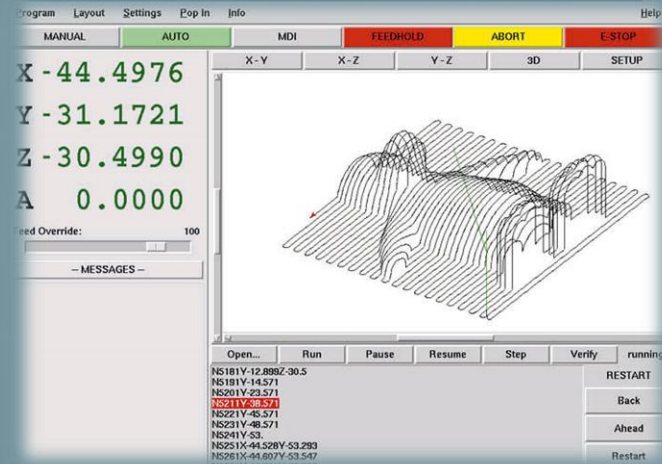 Program Layout Settings Pop In Info Help
MANUAL AUTO MDI FEEDHOLD ABORT E-STOP
X-Y X-Z Y-Z 3D SETUP
X -44.4976
Y -31.1721
Z -30.4990
A 0.0000
Feed Override: 100
– MESSAGES –
Open... Run Pause Resume Step Verify running
N5181Y-12.899Z-30.5
N5191Y-14.571
N5201Y-23.571
N5211Y-38.571
N5221Y-45.571
N5231Y-48.571
N5241Y-53.
N5251X-44.528Y-53.293
N5261X-44.607Y-53.547
RESTART
Back
Ahead
Restart